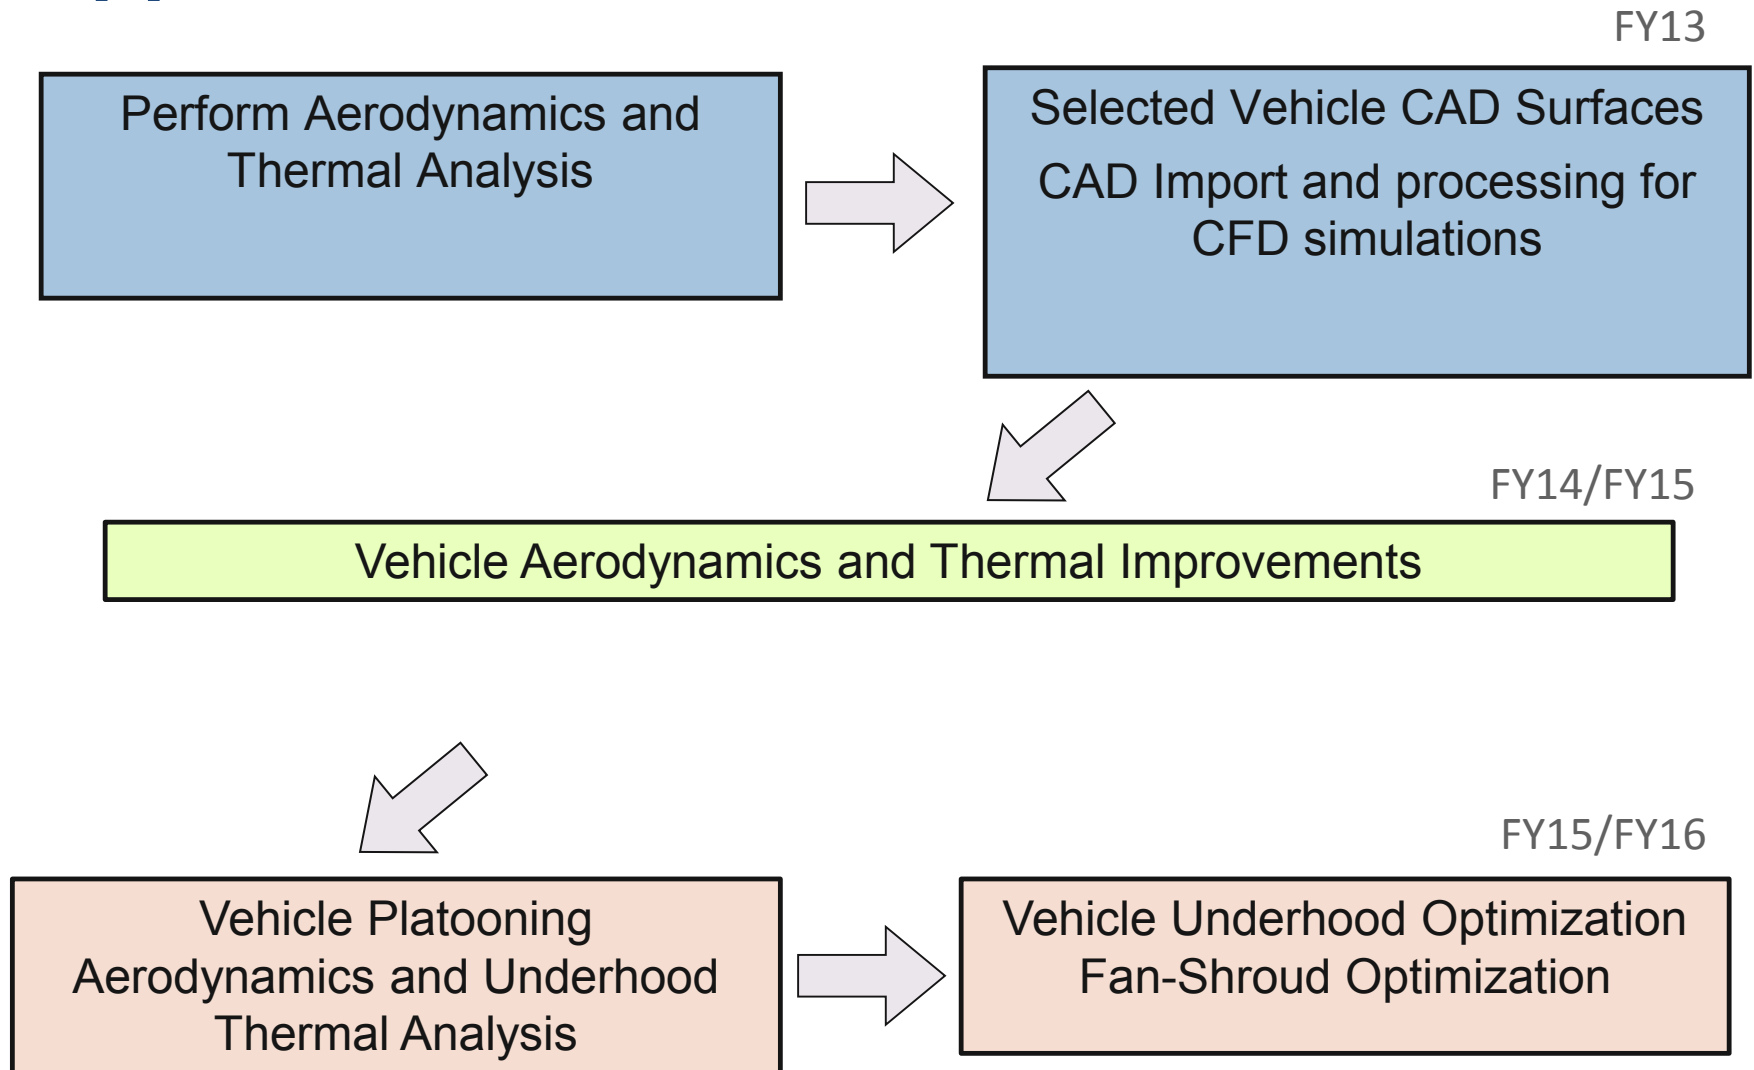 FY13
Perform Aerodynamics and
Thermal Analysis
Selected Vehicle CAD Surfaces
CAD Import and processing for
CFD simulations
FY14/FY15
Vehicle Aerodynamics and Thermal Improvements
FY15/FY16
Vehicle Platooning
Aerodynamics and Underhood
Thermal Analysis
Vehicle Underhood Optimization
Fan-Shroud Optimization